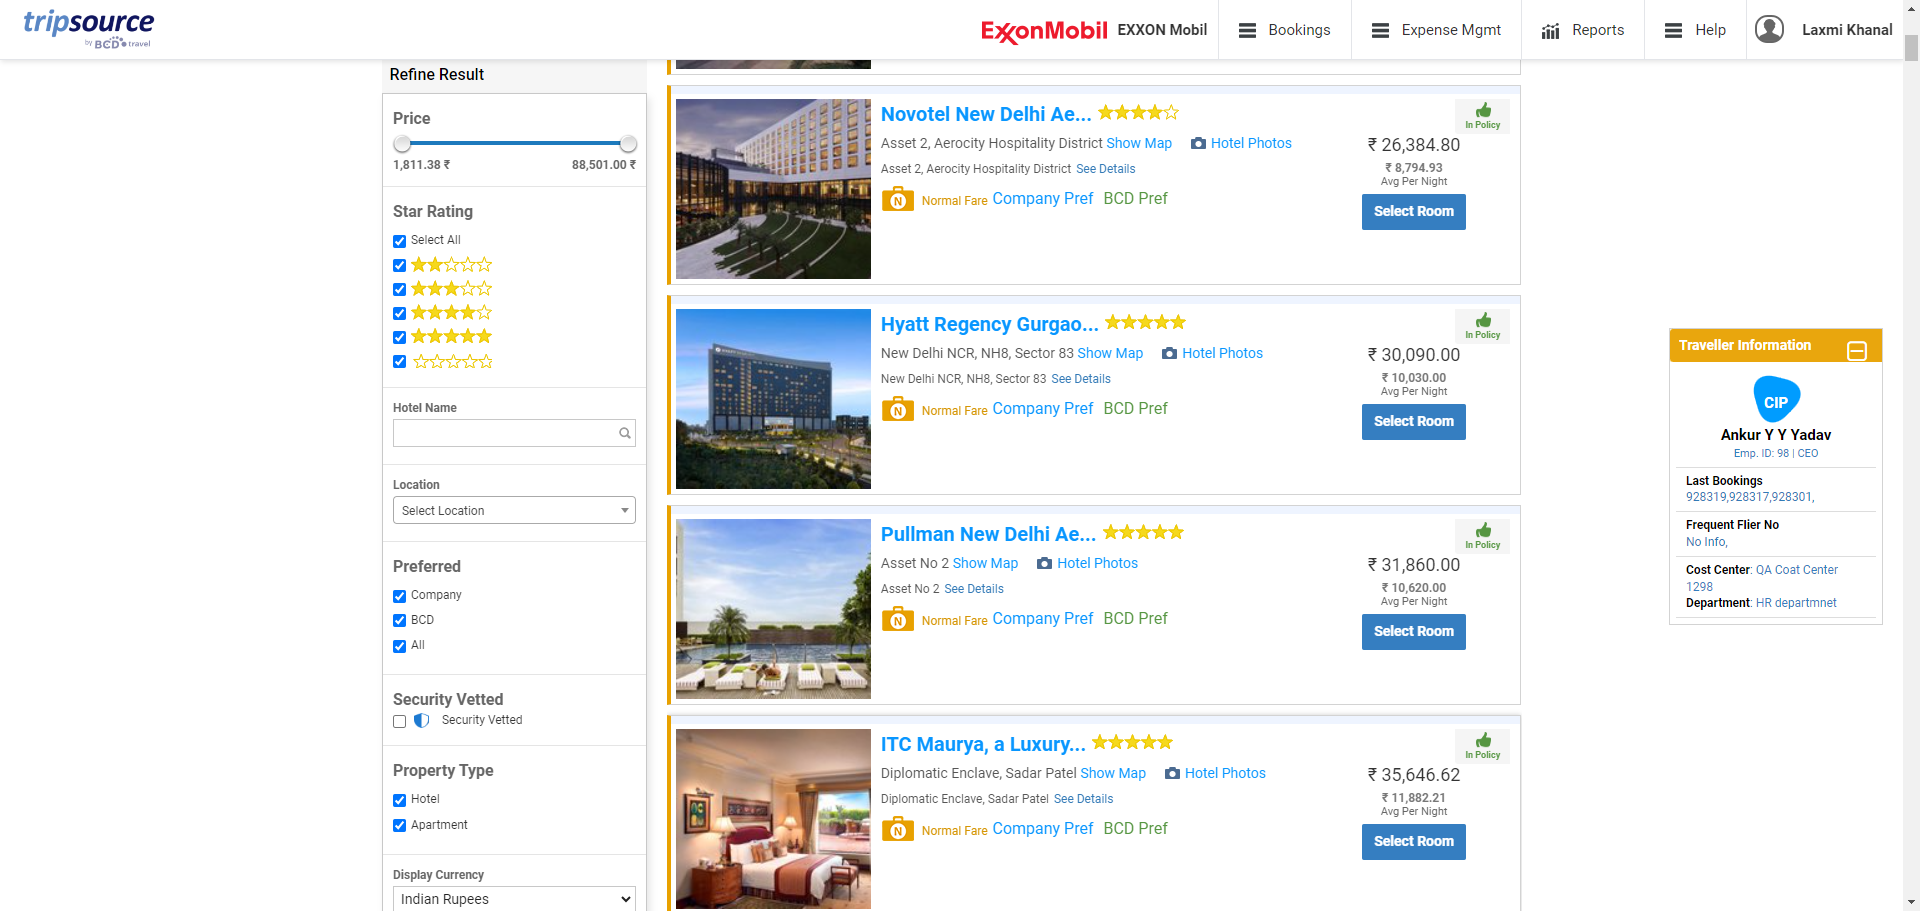 tripsource
by BCD travel
ExxonMobil EXXON Mobil
Bookings
Expense Mgmt
Reports
Help
Laxmi Khanal
Refine Result
Price
1,811.38 ₹ 88,501.00 ₹
Star Rating
Select All
Hotel Name
Location
Select Location
Preferred
Company
BCD
All
Security Vetted
Security Vetted
Property Type
Hotel
Apartment
Display Currency
Indian Rupees
Novotel New Delhi Ae...
In Policy
Asset 2, Aerocity Hospitality District Show Map Hotel Photos
₹ 26,384.80
Asset 2, Aerocity Hospitality District See Details
₹ 8,794.93
Avg Per Night
N Normal Fare Company Pref BCD Pref
Select Room
Hyatt Regency Gurgao...
In Policy
New Delhi NCR, NH8, Sector 83 Show Map Hotel Photos
₹ 30,090.00
New Delhi NCR, NH8, Sector 83 See Details
₹ 10,030.00
Avg Per Night
N Normal Fare Company Pref BCD Pref
Select Room
Pullman New Delhi Ae...
In Policy
Asset No 2 Show Map Hotel Photos
₹ 31,860.00
Asset No 2 See Details
₹ 10,620.00
Avg Per Night
N Normal Fare Company Pref BCD Pref
Select Room
ITC Maurya, a Luxury...
In Policy
Diplomatic Enclave, Sadar Patel Show Map Hotel Photos
₹ 35,646.62
Diplomatic Enclave, Sadar Patel See Details
₹ 11,882.21
Avg Per Night
N Normal Fare Company Pref BCD Pref
Select Room
Traveller Information
CIP
Ankur Y Y Yadav
Emp. ID: 98 | CEO
Last Bookings
928319,928317,928301,
Frequent Flier No
No Info,
Cost Center: QA Coat Center
1298
Department: HR departmnet